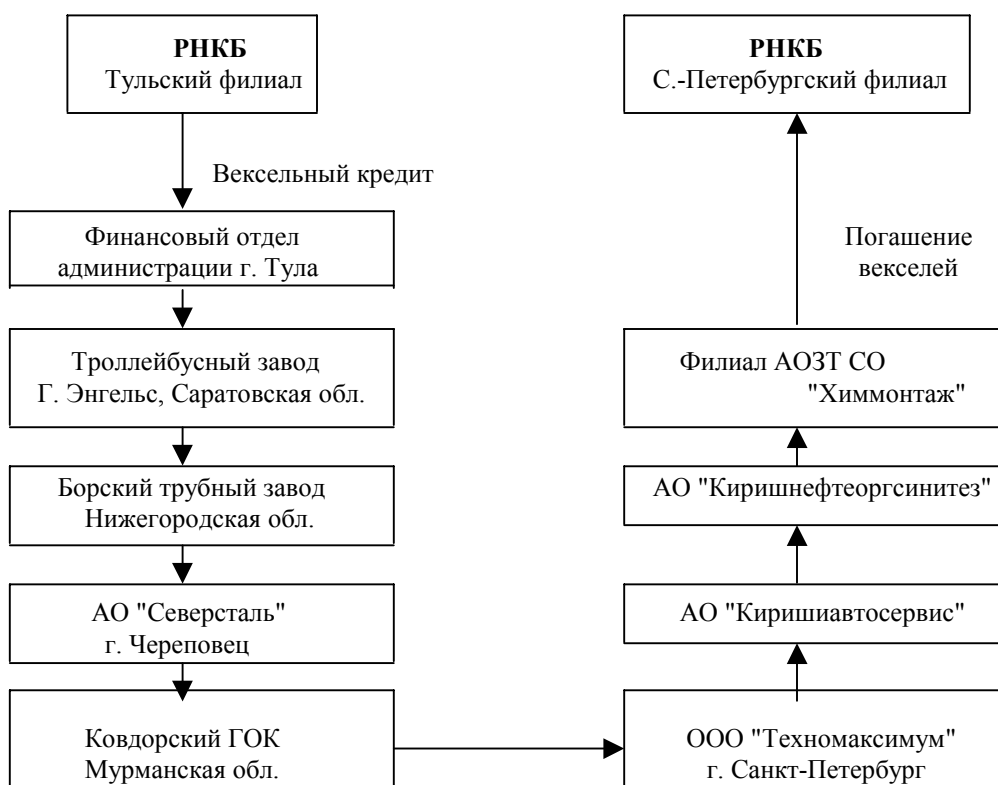 РНКБ
Тульский филиал
Вексельный кредит
Финансовый отдел
администрации г. Тула
Троллейбусный завод
Г. Энгельс, Саратовская обл.
Борский трубный завод
Нижегородская обл.
АО "Северсталь"
г. Череповец
Ковдорский ГОК
Мурманская обл.
ООО "Техномаксимум"
г. Санкт-Петербург
АО "Киришиавтосервис"
АО "Киришнефтеоргсинитез"
Филиал АОЗТ СО
"Химмонтаж"
Погашение
векселей
РНКБ
С.-Петербургский филиал